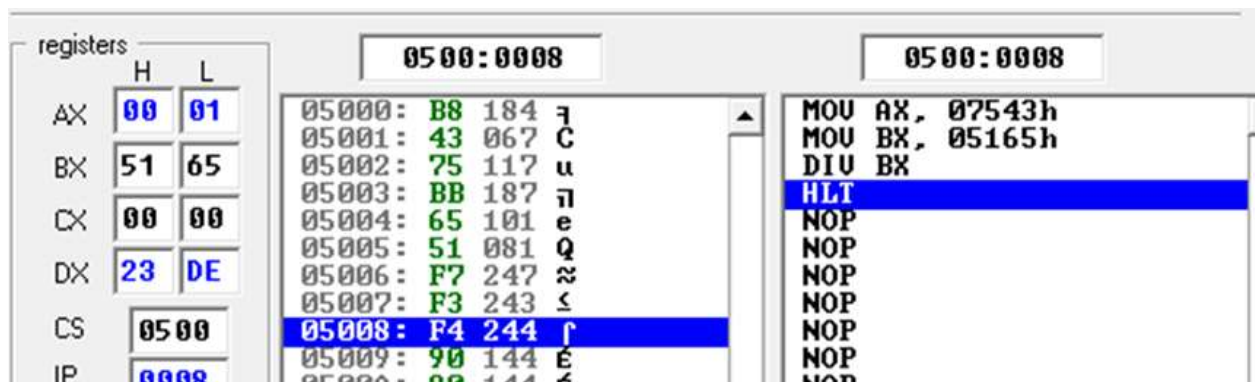 registers
H L
AX 00 01
BX 51 65
CX 00 00
DX 23 DE
CS 0500
IP 0008
0500:0008
05000: B8 184 ╕
05001: 43 067 C
05002: 75 117 u
05003: BB 187
05004: 65 101 e
05005: 51 081 Q
05006: F7 247 ≈
05007: F3 243 ≤
05008: F4 244 ⌠
05009: 90 144 É
0500:0008
MOV AX, 07543h
MOV BX, 05165h
DIV BX
HLT
NOP
NOP
NOP
NOP
NOP
NOP
NOP